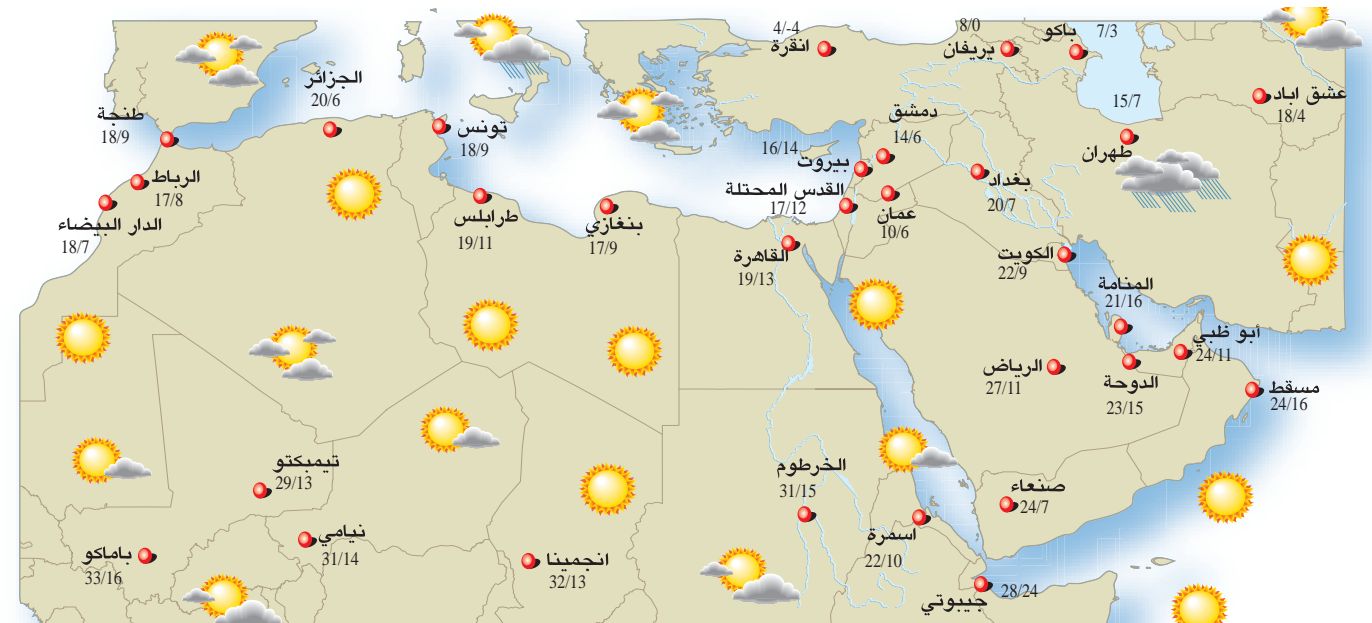 4/-4
انقرة
8/0
يريفان
باكو
7/3
عشق اباد
18/4
15/7
طهران
الجزائر
20/6
طنجة
18/9
تونس
18/9
دمشق
14/6
16/14
بيروت
بغداد
20/7
الرباط
17/8
الدار البيضاء
18/7
طرابلس
19/11
بنغازي
17/9
القدس المحتلة
17/12
عمان
10/6
القاهرة
19/13
الكويت
22/9
المنامة
21/16
أبو ظبي
24/11
الرياض
27/11
الدوحة
23/15
مسقط
24/16
تيمبكتو
29/13
الخرطوم
31/15
صنعاء
24/7
نيامي
31/14
باماكو
33/16
انجمينا
32/13
اسمرة
22/10
28/24
جيبوتي